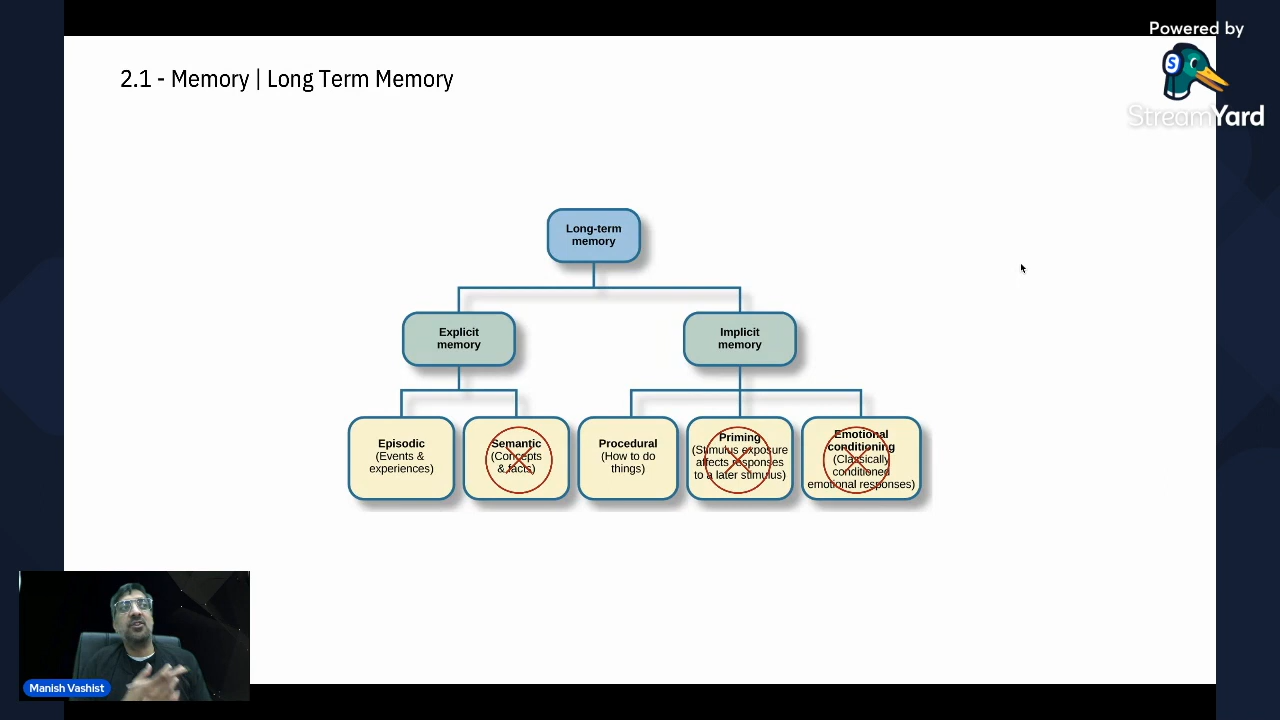 Powered by
StreamYard
2.1 - Memory | Long Term Memory
Long-term
memory
Explicit
memory
Implicit
memory
Episodic
(Events &
experiences)
Semantic
(Concepts
& facts)
Procedural
(How to do
things)
Priming
(Stimulus exposure
affects responses
to a later stimulus)
Emotional
conditioning
(Classically
conditioned
emotional responses)
Manish Vashist